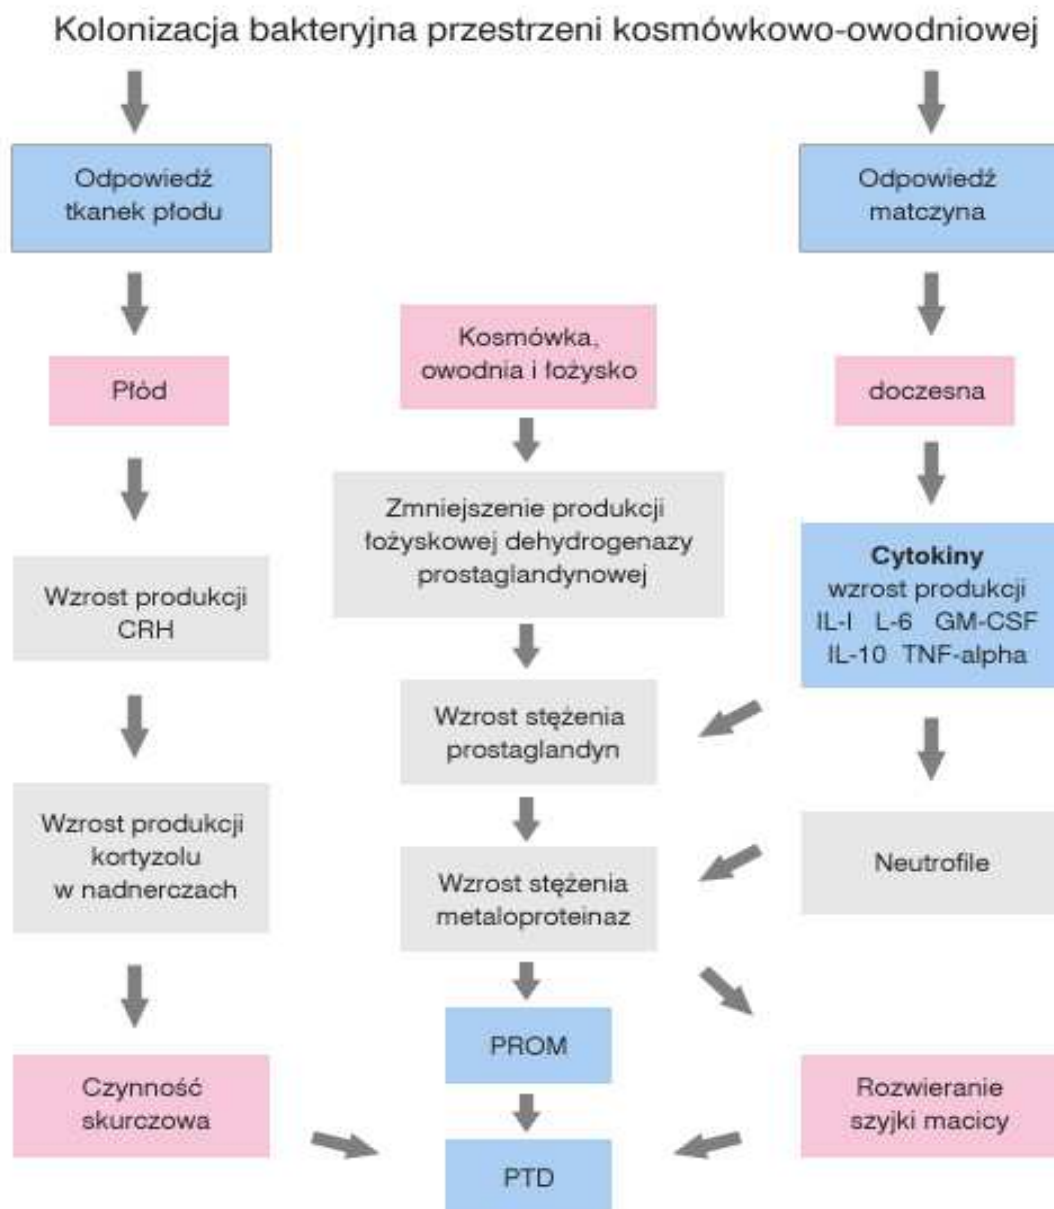 Kolonizacja bakteryjna przestrzeni kosmówkowo-owodniowej
Odpowiedź
tkanek płodu
Odpowiedź
matczyna
Płód
Kosmówka,
owodnia i łożysko
doczesna
Wzrost produkcji
CRH
Zmniejszenie produkcji
łożyskowej dehydrogenazy
prostaglandynowej
Cytokiny
wzrost produkcji
IL-I L-6 GM-CSF
IL-10 TNF-alpha
Wzrost stężenia
prostaglandyn
Wzrost produkcji
kortyzolu
w nadnerczach
Wzrost stężenia
metaloproteinaz
Neutrofile
PROM
Czynność
skurczowa
Rozwieranie
szyjki macicy
PTD